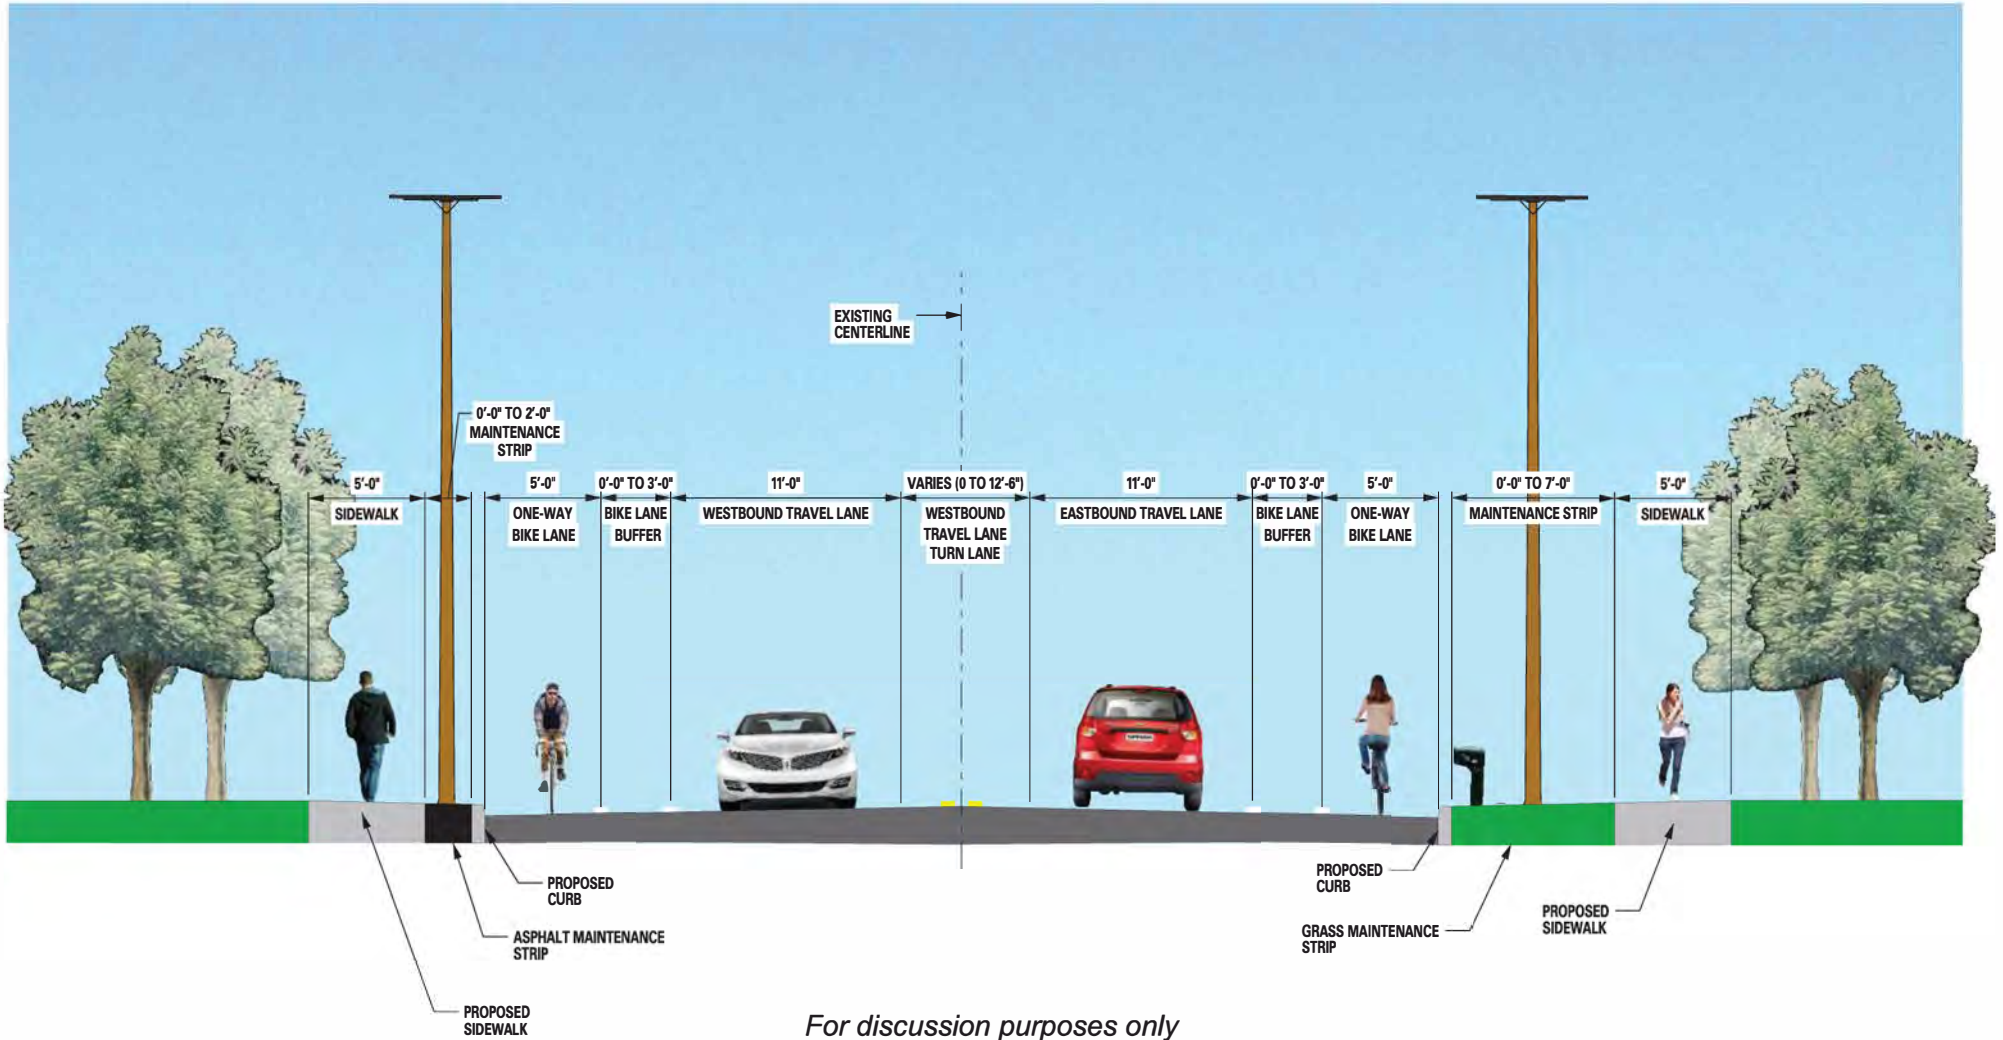 EXISTING
CENTERLINE
0'-0" TO 2'-0"
MAINTENANCE
STRIP
5'-0"
SIDEWALK
5'-0"
ONE-WAY
BIKE LANE
0'-0" TO 3'-0"
BIKE LANE
BUFFER
11'-0"
WESTBOUND TRAVEL LANE
VARIES (0 TO 12'-6")
WESTBOUND
TRAVEL LANE
TURN LANE
11'-0"
EASTBOUND TRAVEL LANE
0'-0" TO 3'-0"
BIKE LANE
BUFFER
5'-0"
ONE-WAY
BIKE LANE
0'-0" TO 7'-0"
MAINTENANCE STRIP
5'-0"
SIDEWALK
PROPOSED
CURB
ASPHALT MAINTENANCE
STRIP
PROPOSED
SIDEWALK
PROPOSED
CURB
GRASS MAINTENANCE
STRIP
PROPOSED
SIDEWALK
For discussion purposes only